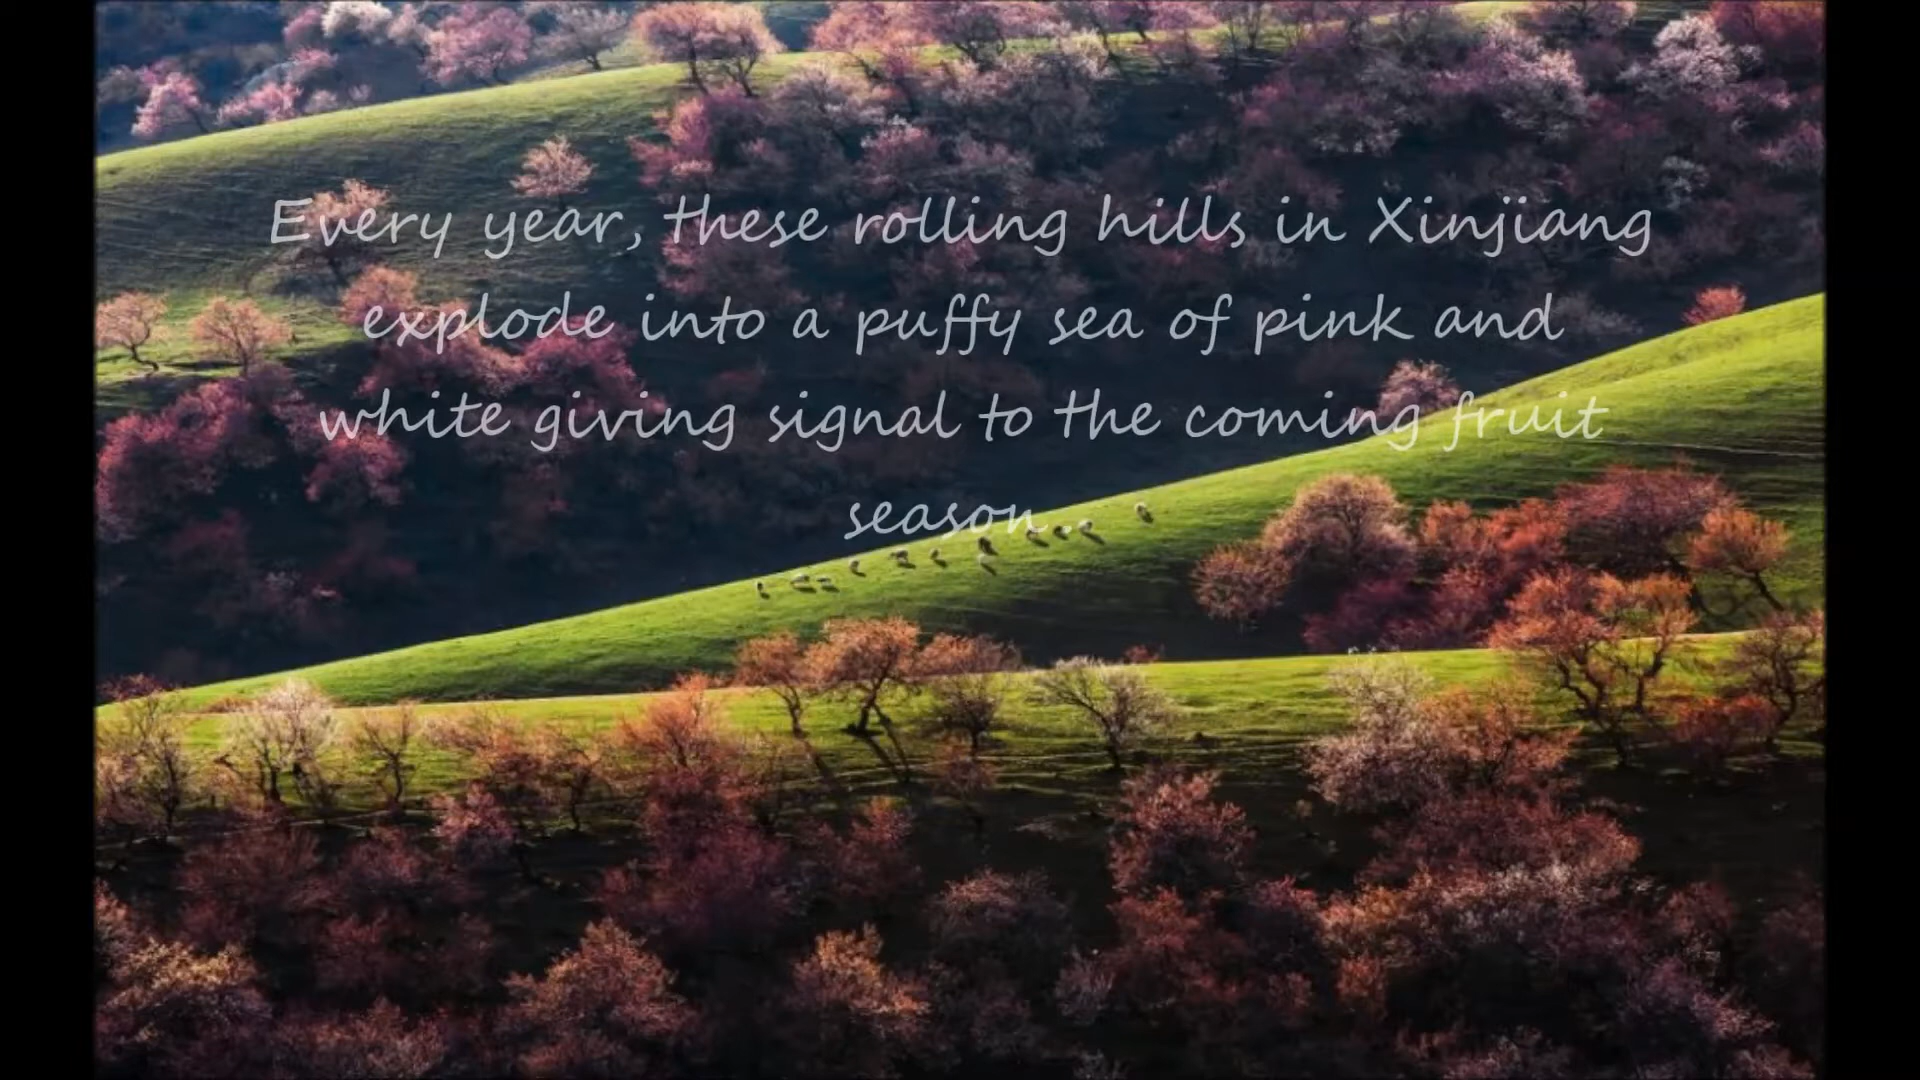 Every year, these rolling hills in Xinjiang
explode into a puffy sea of pink and
white giving signal to the coming fruit
season...